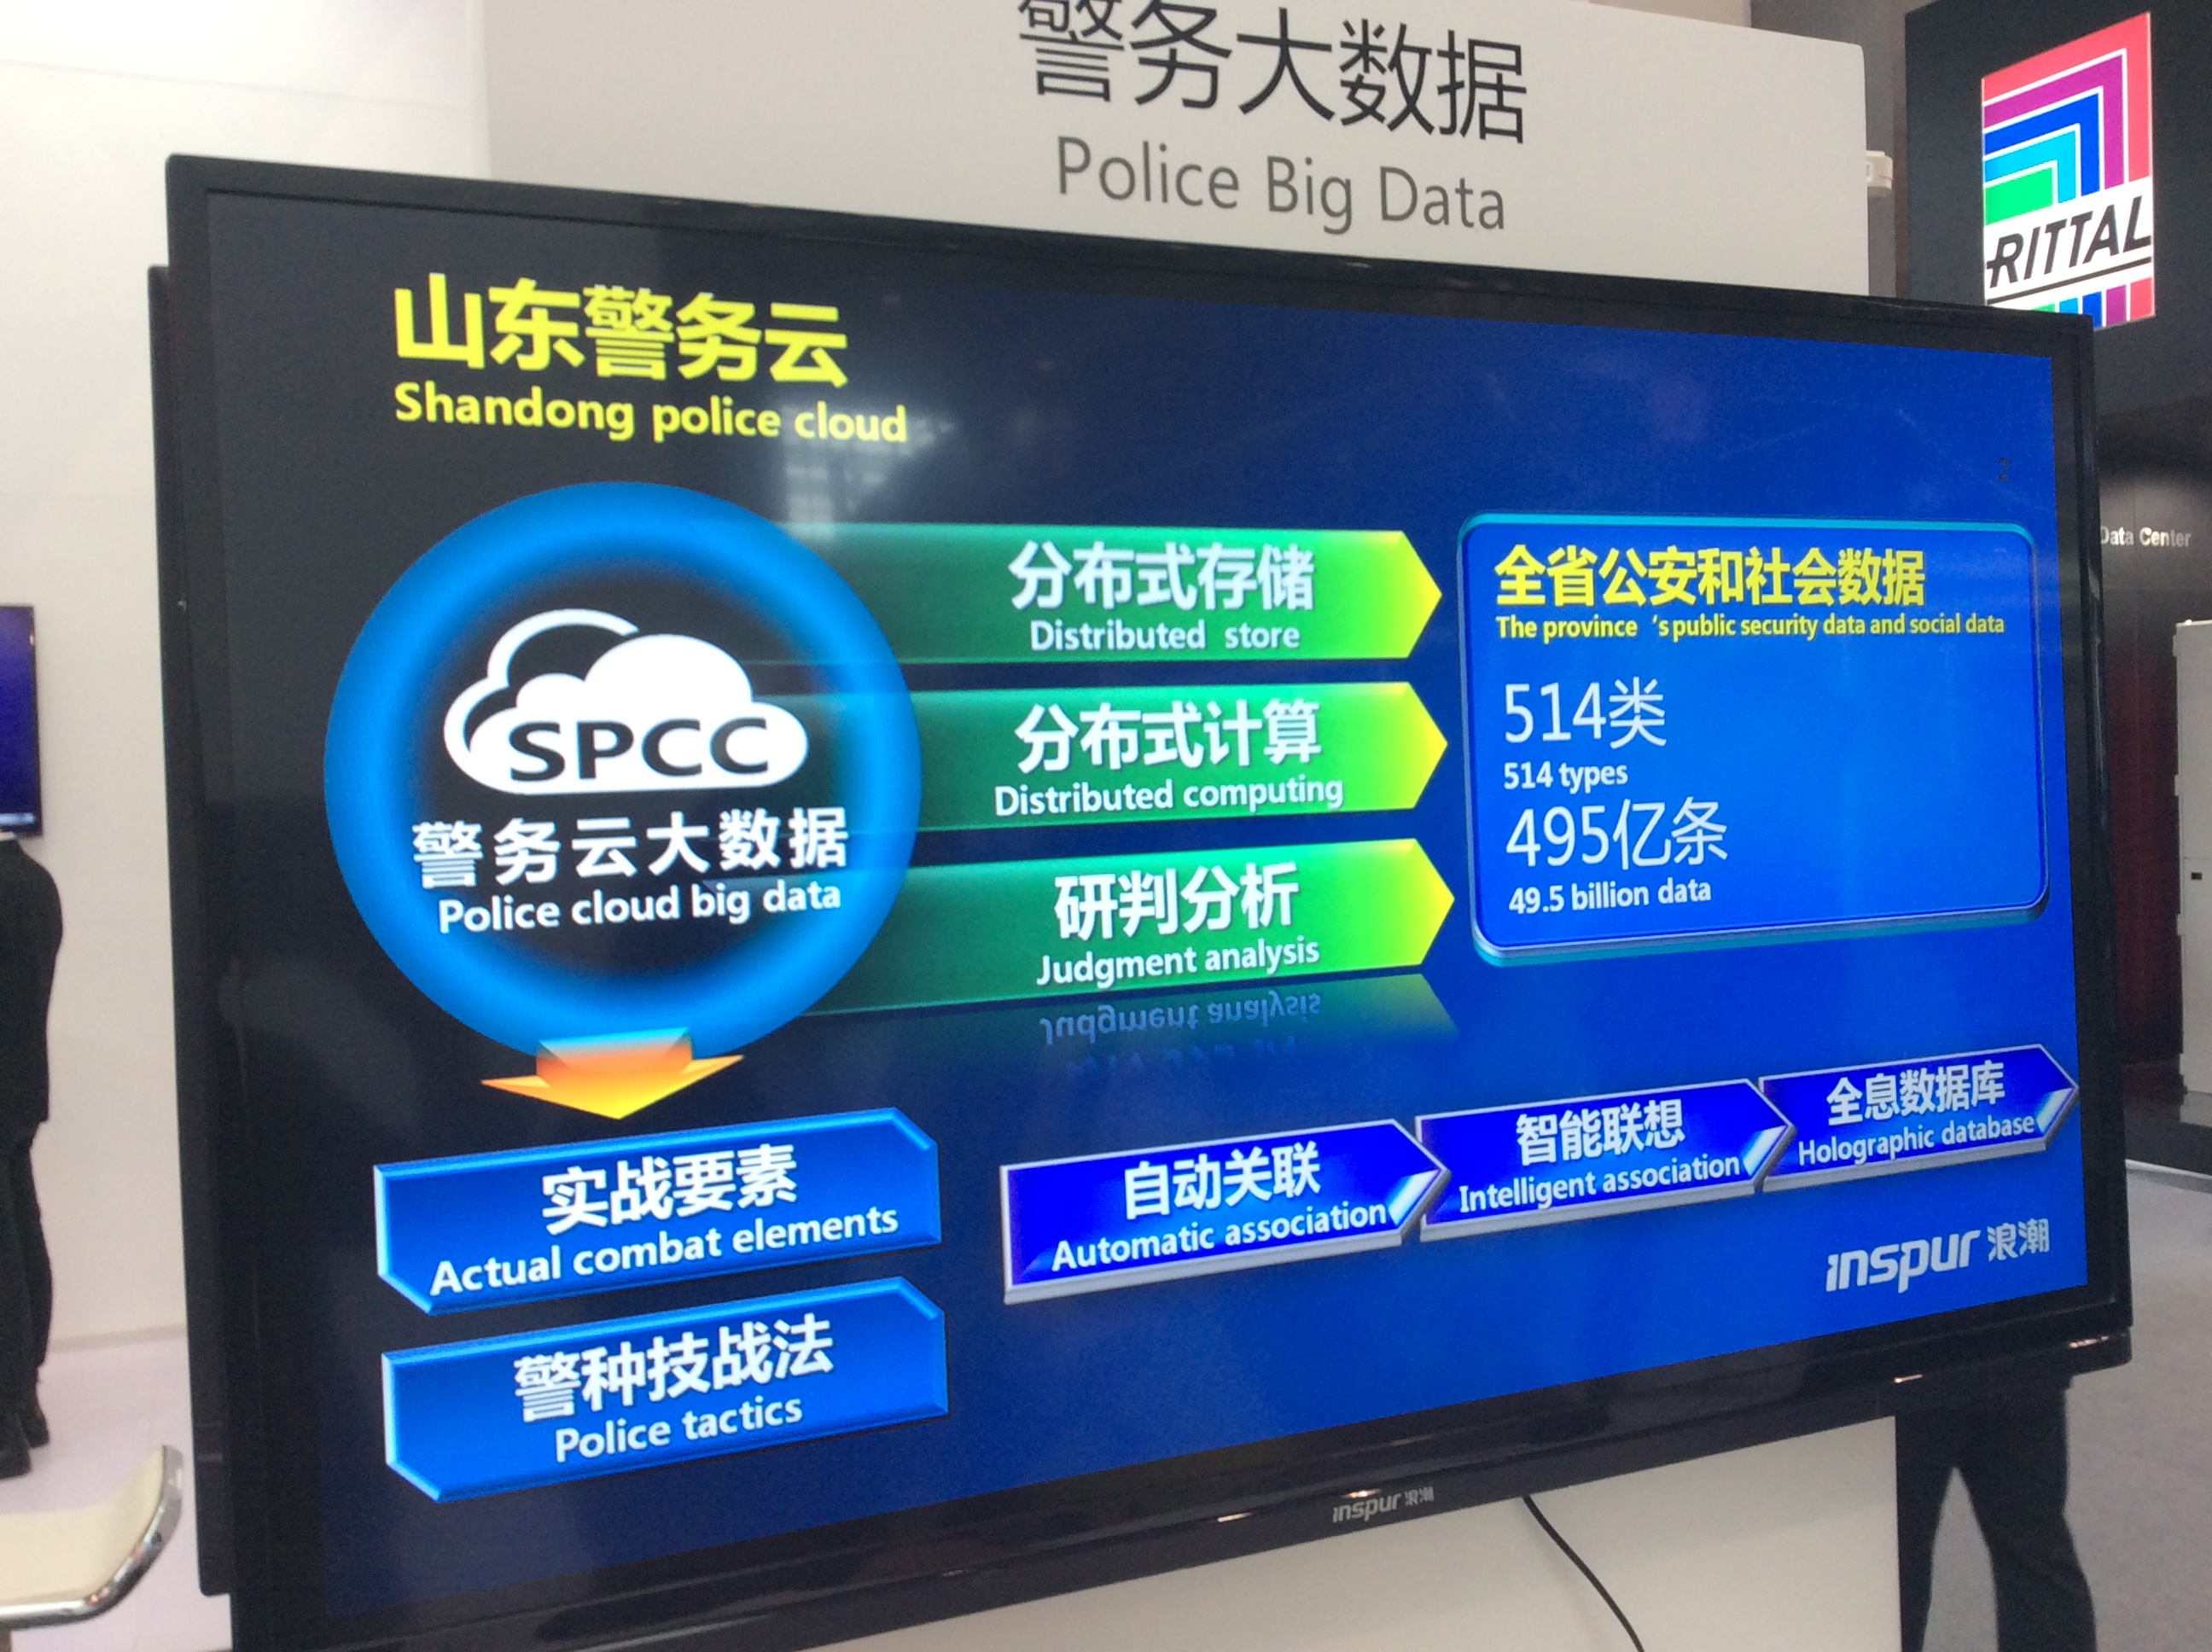 警务大数据
Police Big Data
RITTAL
Data Center
山东警务云
Shandong police cloud
SPCC
警务云大数据
Police cloud big data
分布式存储
Distributed store
分布式计算
Distributed computing
研判分析
Judgment analysis
2
全省公安和社会数据
The province 's public security data and social data
514类
514 types
495亿条
49.5 billion data
实战要素
Actual combat elements
警种技战法
Police tactics
自动关联
Automatic association
智能联想
Intelligent association
全息数据库
Holographic database
inspur 浪潮
inspur 浪潮